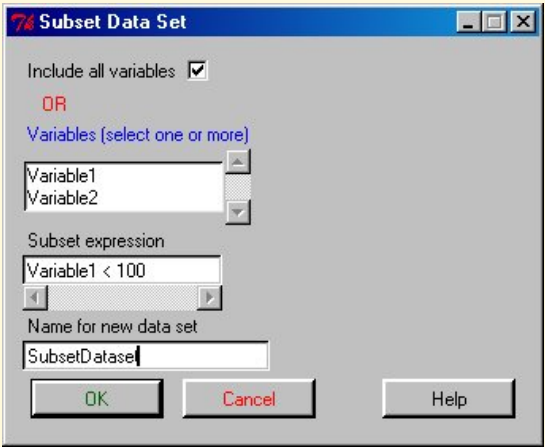 Subset Data Set
Include all variables
OR
Variables (select one or more)
Variable1
Variable2
Subset expression
Variable1 < 100
Name for new data set
SubsetDataset
OK Cancel Help